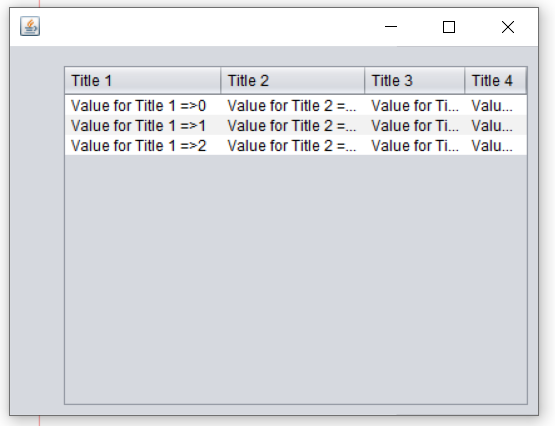 Title 1 Title 2 Title 3 Title 4
Value for Title 1 =>0 Value for Title 2 =... Value for Ti... Valu...
Value for Title 1 =>1 Value for Title 2 =... Value for Ti... Valu...
Value for Title 1 =>2 Value for Title 2 =... Value for Ti... Valu...